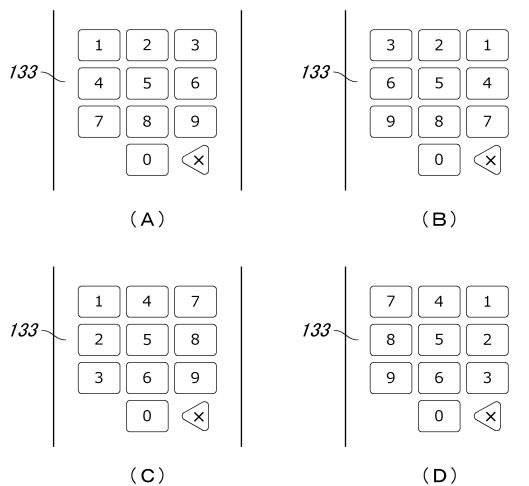 1 2 3 3 2 1
133 133
4 5 6 6 5 4
7 8 9 9 8 7
0 × 0 ×
(A) (B)
1 4 7 7 4 1
133 133
2 5 8 8 5 2
3 6 9 9 6 3
0 × 0 ×
(C) (D)